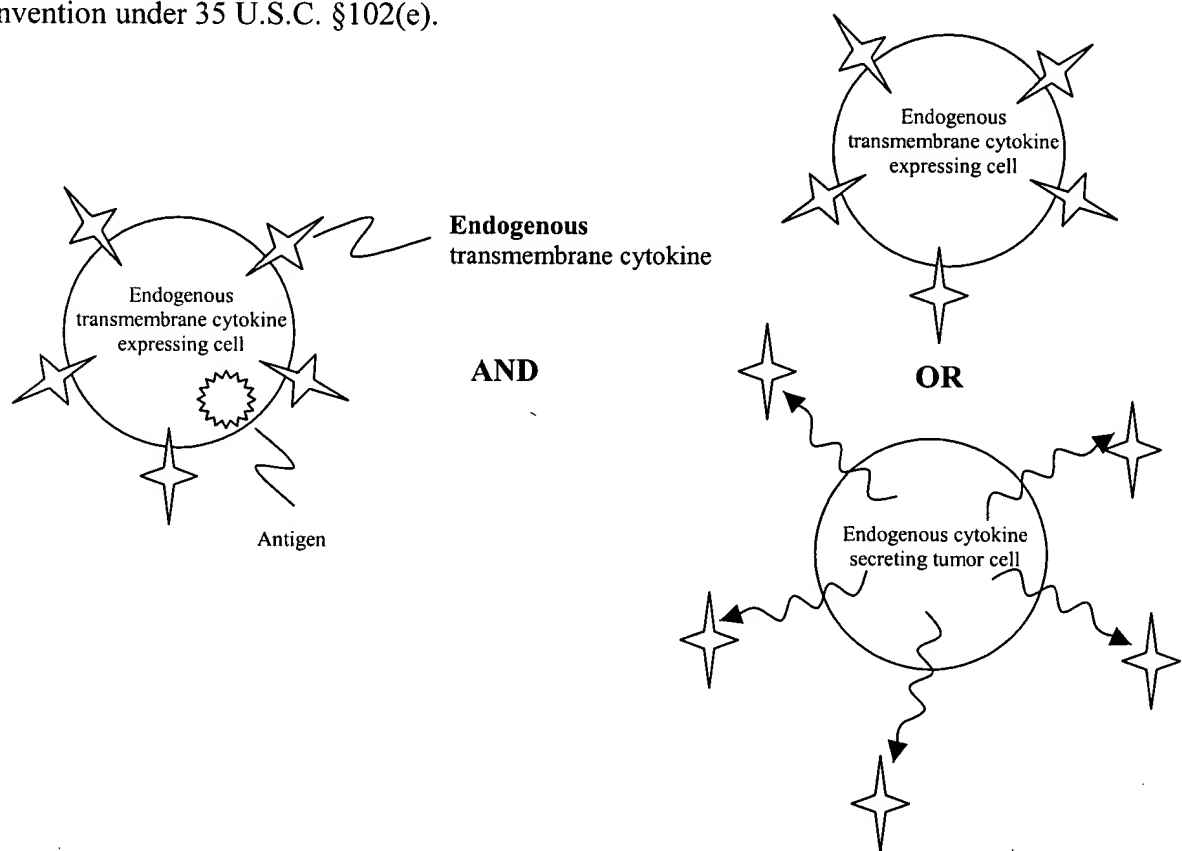 nvention under 35 U.S.C. §102(e).
Endogenous
transmembrane cytokine
expressing cell
Endogenous
transmembrane cytokine
Endogenous
transmembrane cytokine
expressing cell
AND
OR
Antigen
Endogenous cytokine
secreting tumor cell